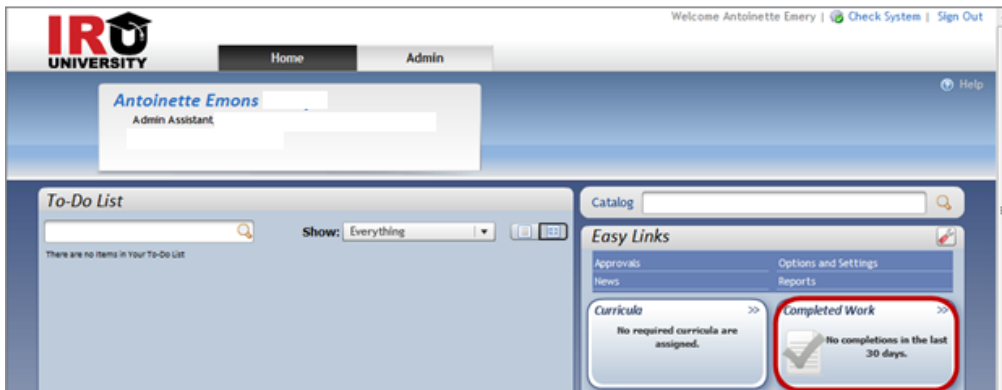 Welcome Antoinette Emery | Check System | Sign Out
IRU
UNIVERSITY
Home
Admin
Help
Antoinette Emons
Admin Assistant
To-Do List
Catalog
Show: Everything
Easy Links
There are no items in Your To-Do List
Approvals
Options and Settings
News
Reports
Curricula >>
Completed Work >>
No required curricula are
assigned.
No completions in the last
30 days.